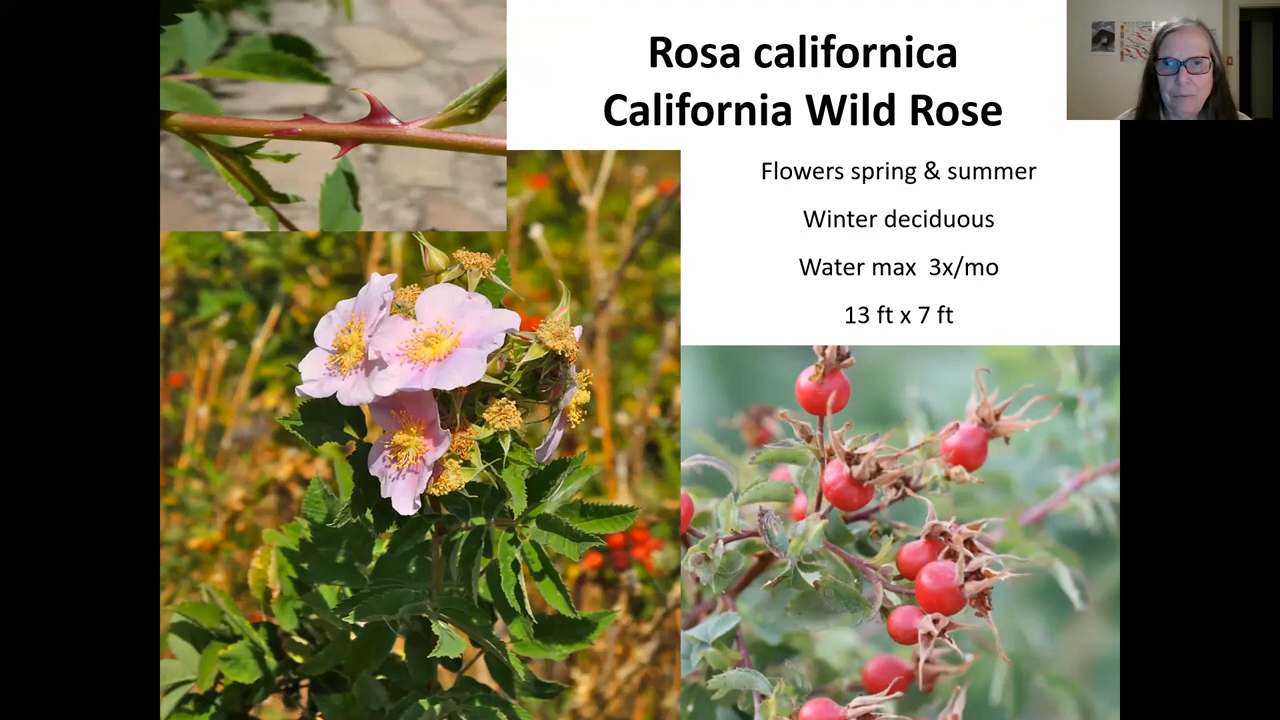 Rosa californica
California Wild Rose
Flowers spring & summer
Winter deciduous
Water max  3x/mo
13 ft x 7 ft